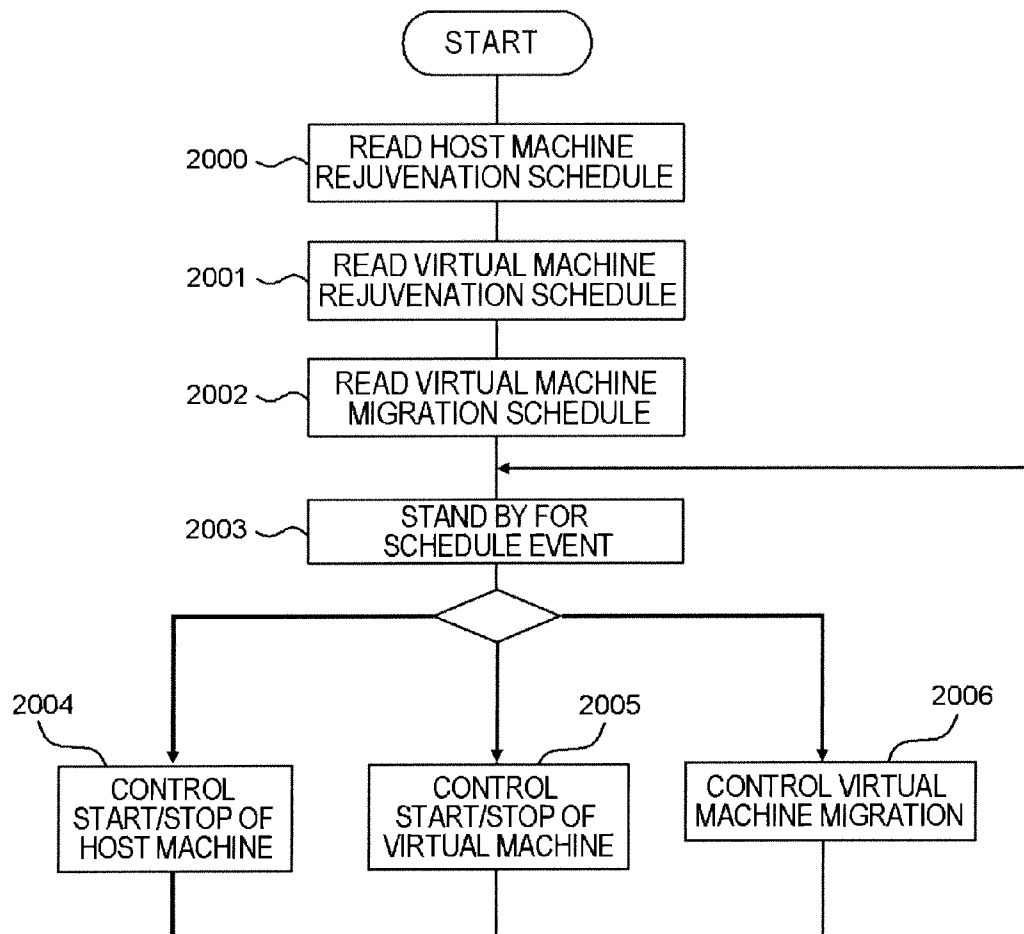 START
2000
READ HOST MACHINE
REJUVENATION SCHEDULE
2001
READ VIRTUAL MACHINE
REJUVENATION SCHEDULE
2002
READ VIRTUAL MACHINE
MIGRATION SCHEDULE
2003
STAND BY FOR
SCHEDULE EVENT
2004
CONTROL
START/STOP OF
HOST MACHINE
2005
CONTROL
START/STOP OF
VIRTUAL MACHINE
2006
CONTROL VIRTUAL
MACHINE MIGRATION